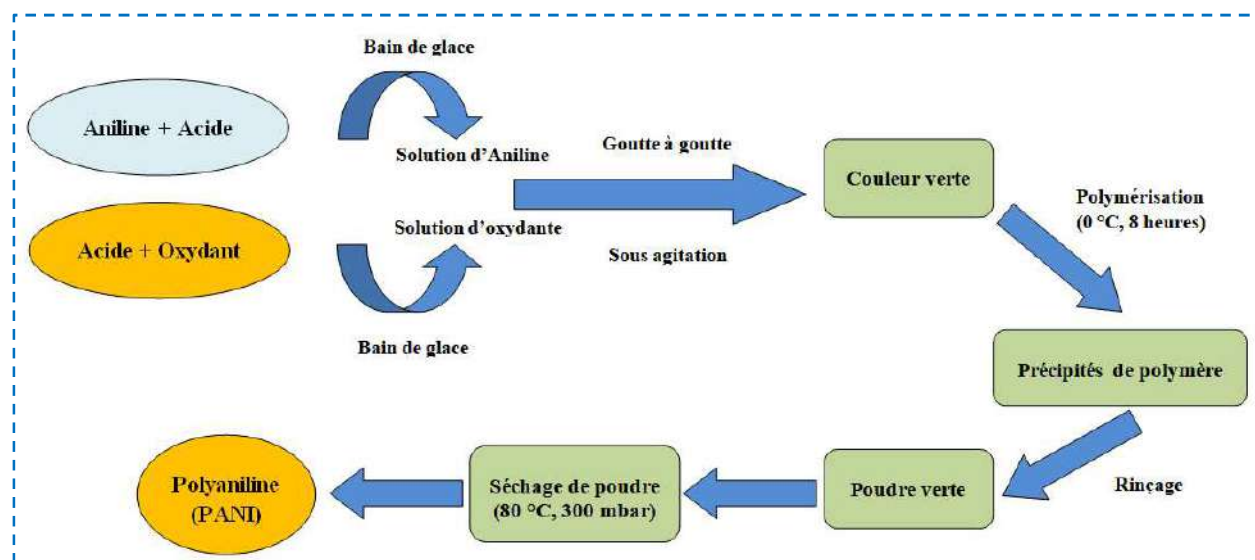 Bain de glace
Aniline + Acide
Solution d'Aniline
Goutte à goutte
Couleur verte
Acide + Oxydant
Solution d'oxydante
Sous agitation
Bain de glace
Polymérisation
(0 °C, 8 heures)
Précipités de polymère
Rinçage
Poudre verte
Séchage de poudre
(80 °C, 300 mbar)
Polyaniline
(PANI)